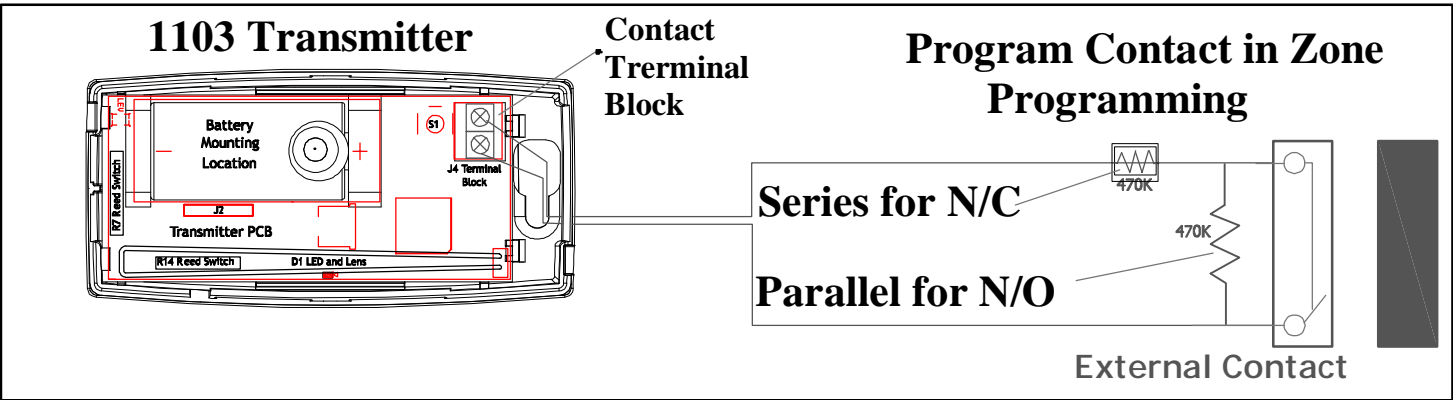 1103 Transmitter
Contact
Trerminal
Block
Program Contact in Zone
Programming
Battery
Mounting
Location
S1
J4 Terminal
Block
R7 Reed Switch
J2
Transmitter PCB
R14 Reed Switch
D1 LED and Lens
470K
Series for N/C
470K
Parallel for N/O
External Contact